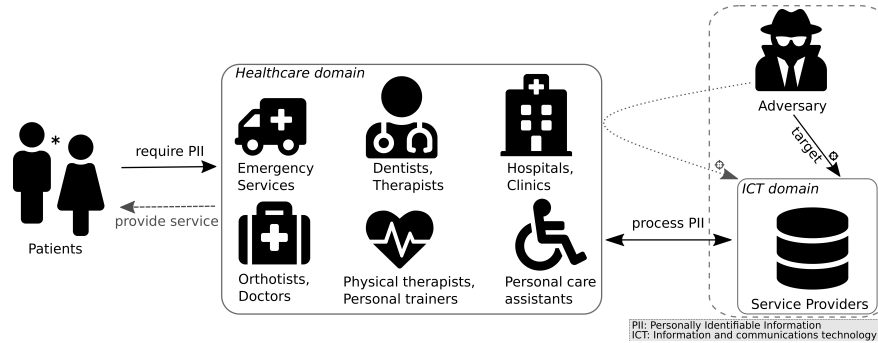 Healthcare domain
Adversary
*
require PII
target
Emergency
Services
Dentists,
Therapists
Hospitals,
Clinics
ICT domain
provide service
process PII
Patients
Orthotists,
Doctors
Physical therapists,
Personal trainers
Personal care
assistants
Service Providers
PII: Personally Identifiable Information
ICT: Information and communications technology